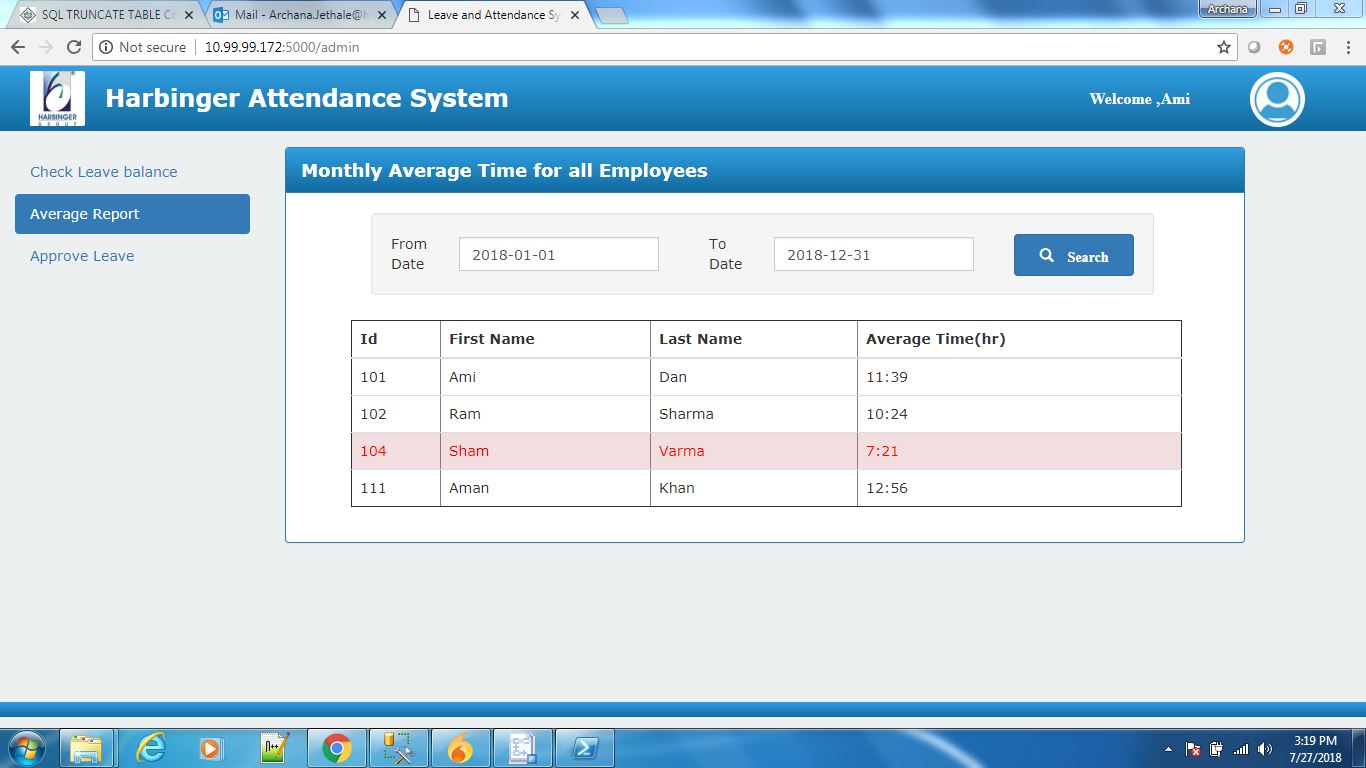 SQL TRUNCATE TABLE C
Mail - Archana.Jethale@h
Leave and Attendance Sy
Archana
Not secure 10.99.99.172:5000/admin
HARBINGER
GROUP
Harbinger Attendance System
Welcome ,Ami
Check Leave balance
Average Report
Approve Leave
Monthly Average Time for all Employees
From
Date
2018-01-01
To
Date
2018-12-31
Search
Id First Name Last Name Average Time(hr)
101 Ami Dan 11:39
102 Ram Sharma 10:24
104 Sham Varma 7:21
111 Aman Khan 12:56
3:19 PM
7/27/2018